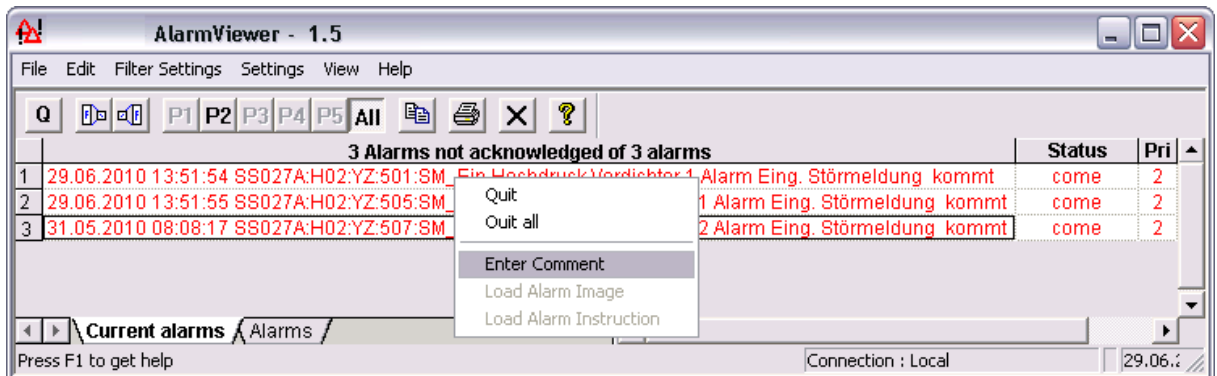 AlarmViewer - 1.5
File Edit Filter Settings Settings View Help
Q P1 P2 P3 P4 P5 All
3 Alarms not acknowledged of 3 alarms Status Pri
1 29.06.2010 13:51:54 SS027A:H02:YZ:501:SM_Ein Hochdruck Verdichter 1 Alarm Eing. Störmeldung kommt come 2
2 29.06.2010 13:51:55 SS027A:H02:YZ:505:SM_ 1 Alarm Eing. Störmeldung kommt come 2
3 31.05.2010 08:08:17 SS027A:H02:YZ:507:SM_ 2 Alarm Eing. Störmeldung kommt come 2
Quit
Quit all
Enter Comment
Load Alarm Image
Load Alarm Instruction
Current alarms Alarms
Press F1 to get help Connection : Local 29.06.